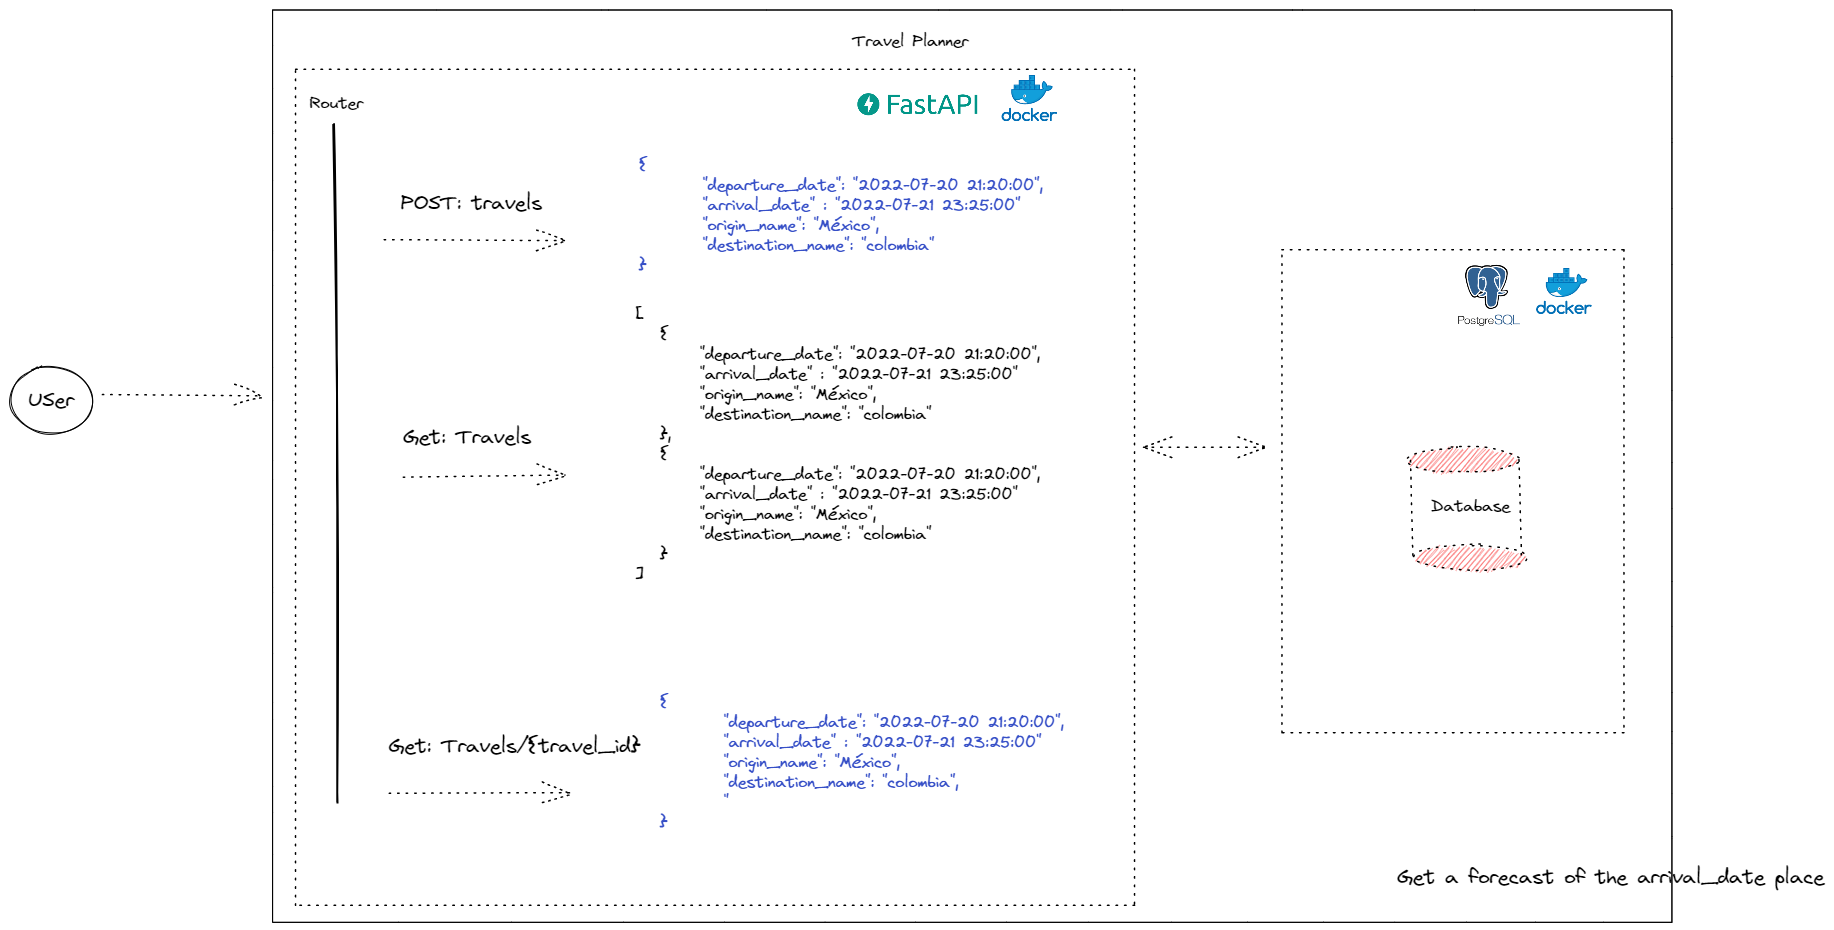 Travel Planner
Router
FastAPI
docker
POST: travels
{
"departure_date": "2022-07-20 21:20:00",
"arrival_date" : "2022-07-21 23:25:00"
"origin_name": "México",
"destination_name": "colombia"
}
USer
Get: Travels
[
{
"departure_date": "2022-07-20 21:20:00",
"arrival_date" : "2022-07-21 23:25:00"
"origin_name": "México",
"destination_name": "colombia"
},
{
"departure_date": "2022-07-20 21:20:00",
"arrival_date" : "2022-07-21 23:25:00"
"origin_name": "México",
"destination_name": "colombia"
}
]
Get: Travels/{travel_id}
{
"departure_date": "2022-07-20 21:20:00",
"arrival_date" : "2022-07-21 23:25:00"
"origin_name": "México",
"destination_name": "colombia",
"
}
PostgreSQL
docker
Database
Get a forecast of the arrival_date place